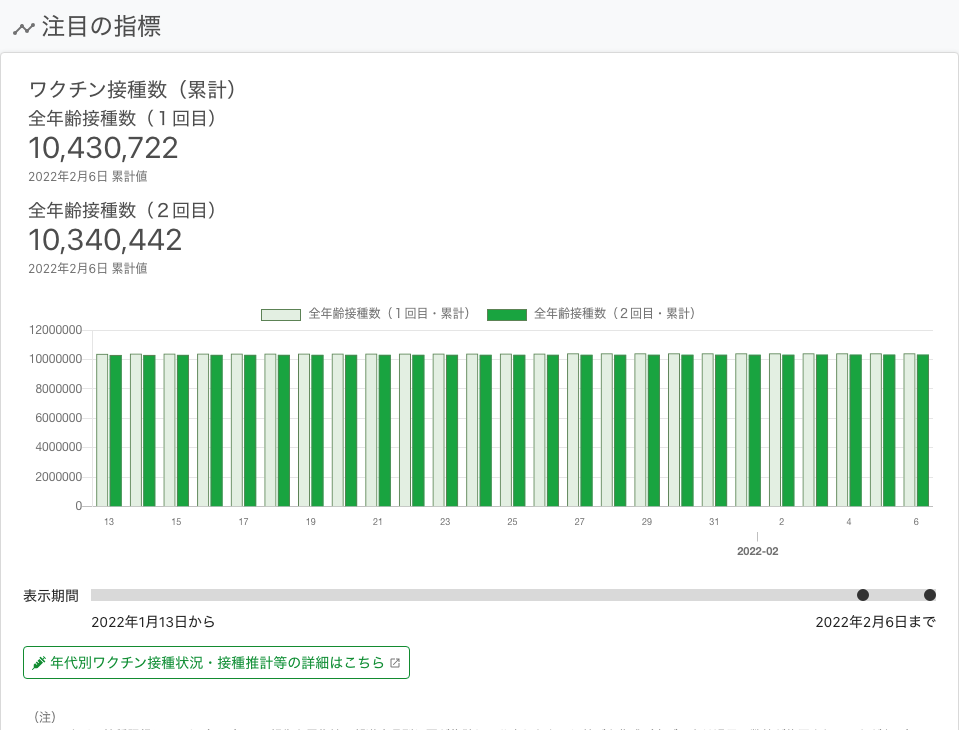 注目の指標
ワクチン接種数（累計）
全年齢接種数（１回目）
10,430,722
2022年2月6日 累計値
全年齢接種数（２回目）
10,340,442
2022年2月6日 累計値
全年齢接種数（１回目・累計） 全年齢接種数（２回目・累計）
12000000
10000000
8000000
6000000
4000000
2000000
0
13 15 17 19 21 23 25 27 29 31 2 4 6
2022-02
表示期間
2022年1月13日から 2022年2月6日まで
年代別ワクチン接種状況・接種推計等の詳細はこちら
（注）